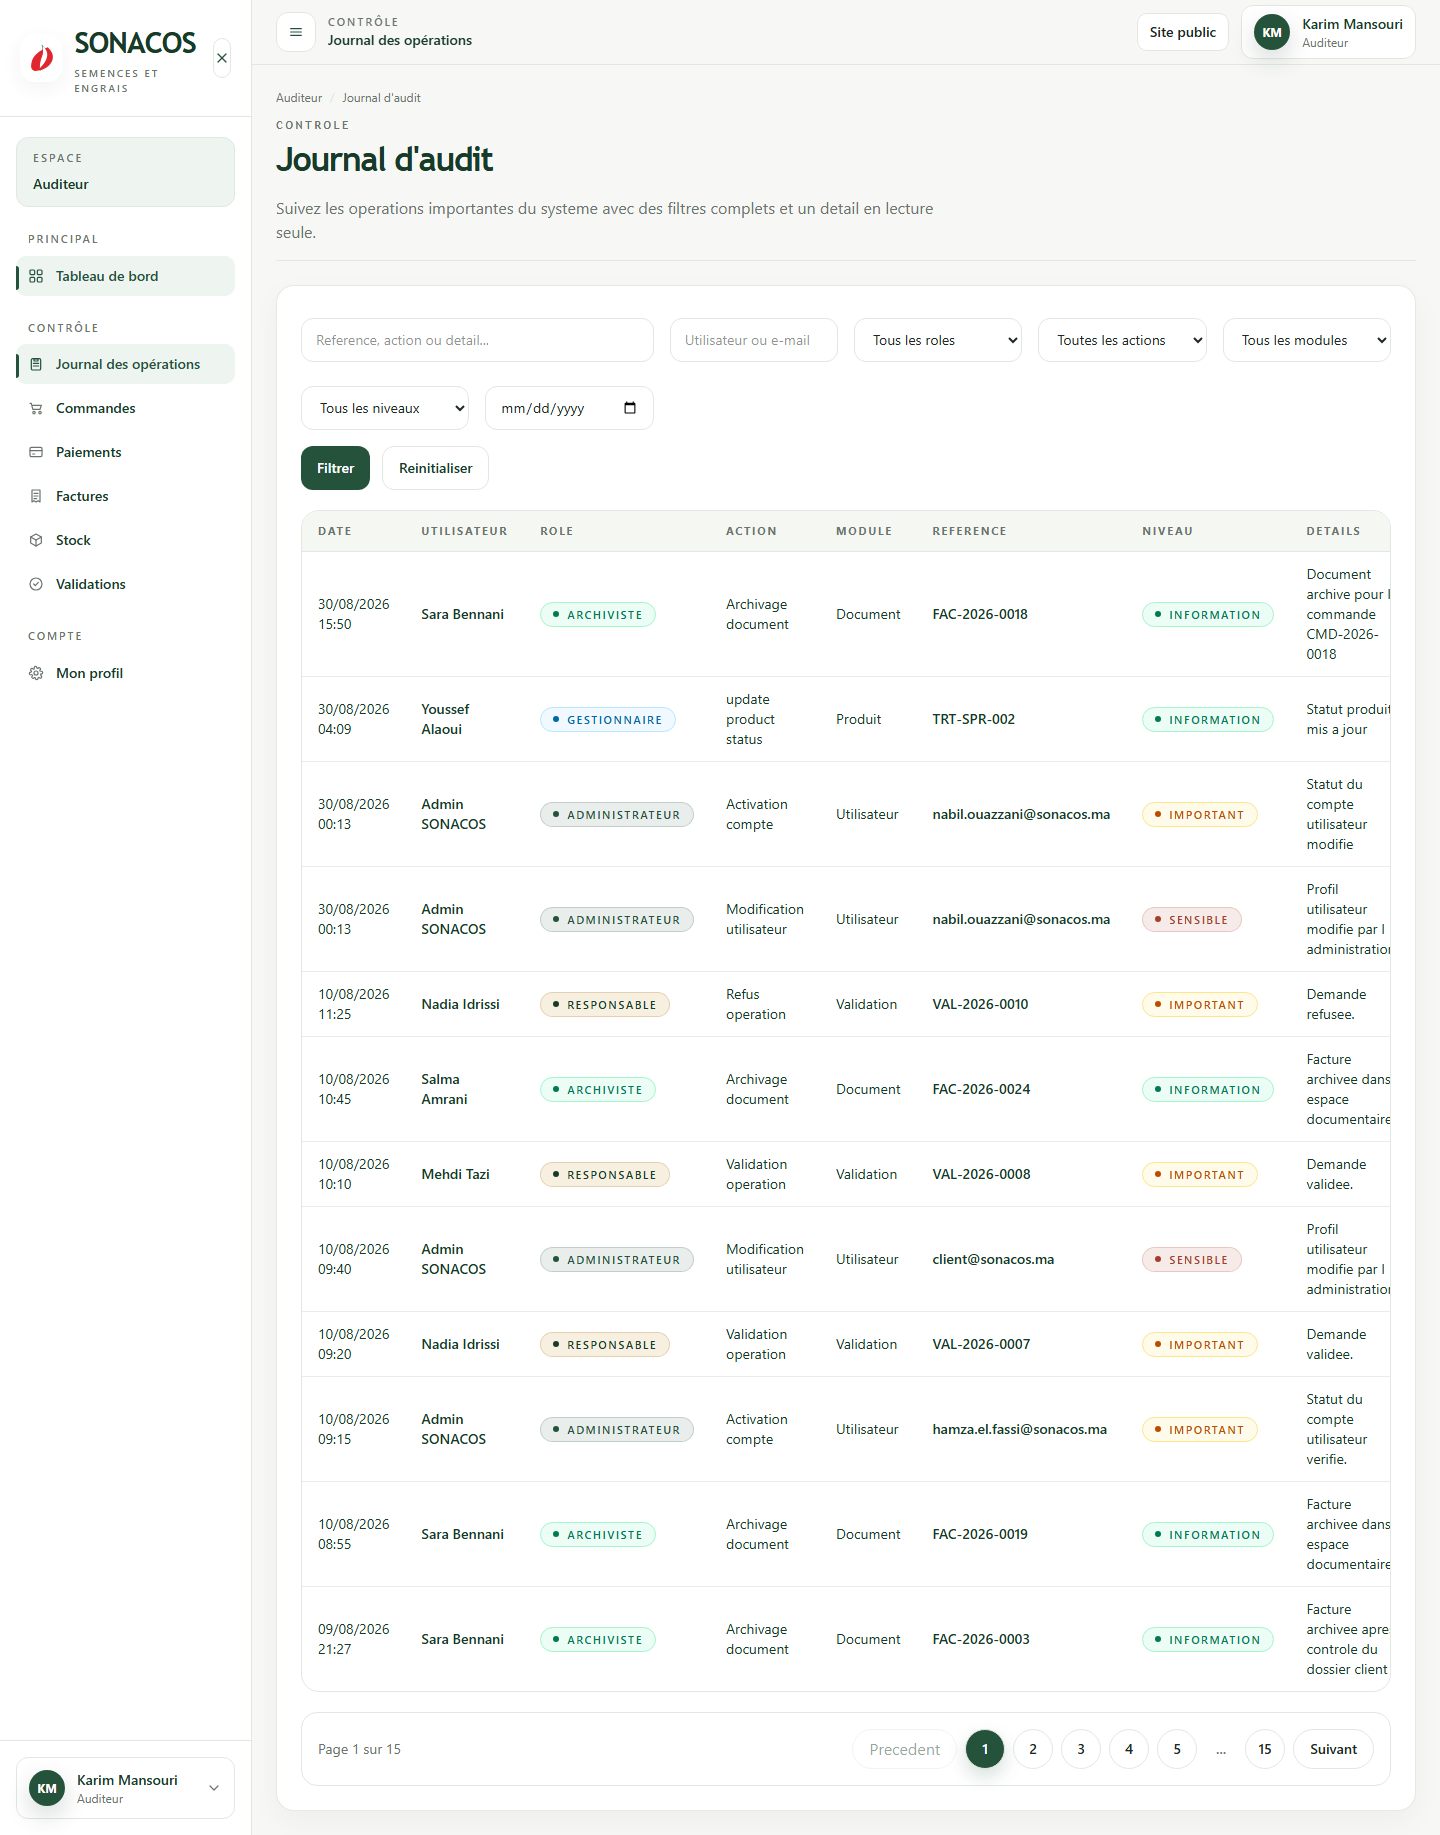 SONACOS
SEMENCES ET
ENGRAIS
ESPACE
Auditeur
PRINCIPAL
Tableau de bord
CONTRÔLE
Journal des opérations
Commandes
Paiements
Factures
Stock
Validations
COMPTE
Mon profil
KM
Karim Mansouri
Auditeur
CONTRÔLE
Journal des opérations
Site public
KM
Karim Mansouri
Auditeur
Auditeur / Journal d'audit
CONTROLE
Journal d'audit
Suivez les operations importantes du systeme avec des filtres complets et un detail en lecture
seule.
Reference, action ou detail...
Utilisateur ou e-mail
Tous les roles
Toutes les actions
Tous les modules
Tous les niveaux
mm/dd/yyyy
Filtrer
Reinitialiser
DATE UTILISATEUR ROLE ACTION MODULE REFERENCE NIVEAU DETAILS
30/08/2026
15:50
Sara Bennani
ARCHIVISTE
Archivage
document
Document
FAC-2026-0018
INFORMATION
Document
archive pour l
commande
CMD-2026-
0018
30/08/2026
04:09
Youssef
Alaoui
GESTIONNAIRE
update
product
status
Produit
TRT-SPR-002
INFORMATION
Statut produit
mis a jour
30/08/2026
00:13
Admin
SONACOS
ADMINISTRATEUR
Activation
compte
Utilisateur
nabil.ouazzani@sonacos.ma
IMPORTANT
Statut du
compte
utilisateur
modifie
30/08/2026
00:13
Admin
SONACOS
ADMINISTRATEUR
Modification
utilisateur
Utilisateur
nabil.ouazzani@sonacos.ma
SENSIBLE
Profil
utilisateur
modifie par l
administration
10/08/2026
11:25
Nadia Idrissi
RESPONSABLE
Refus
operation
Validation
VAL-2026-0010
IMPORTANT
Demande
refusee.
10/08/2026
10:45
Salma
Amrani
ARCHIVISTE
Archivage
document
Document
FAC-2026-0024
INFORMATION
Facture
archivee dans
espace
documentaire
10/08/2026
10:10
Mehdi Tazi
RESPONSABLE
Validation
operation
Validation
VAL-2026-0008
IMPORTANT
Demande
validee.
10/08/2026
09:40
Admin
SONACOS
ADMINISTRATEUR
Modification
utilisateur
Utilisateur
client@sonacos.ma
SENSIBLE
Profil
utilisateur
modifie par l
administration
10/08/2026
09:20
Nadia Idrissi
RESPONSABLE
Validation
operation
Validation
VAL-2026-0007
IMPORTANT
Demande
validee.
10/08/2026
09:15
Admin
SONACOS
ADMINISTRATEUR
Activation
compte
Utilisateur
hamza.el.fassi@sonacos.ma
IMPORTANT
Statut du
compte
utilisateur
verifie.
10/08/2026
08:55
Sara Bennani
ARCHIVISTE
Archivage
document
Document
FAC-2026-0019
INFORMATION
Facture
archivee dans
espace
documentaire
09/08/2026
21:27
Sara Bennani
ARCHIVISTE
Archivage
document
Document
FAC-2026-0003
INFORMATION
Facture
archivee apre
controle du
dossier client
Page 1 sur 15
Precedent 1 2 3 4 5 ... 15 Suivant